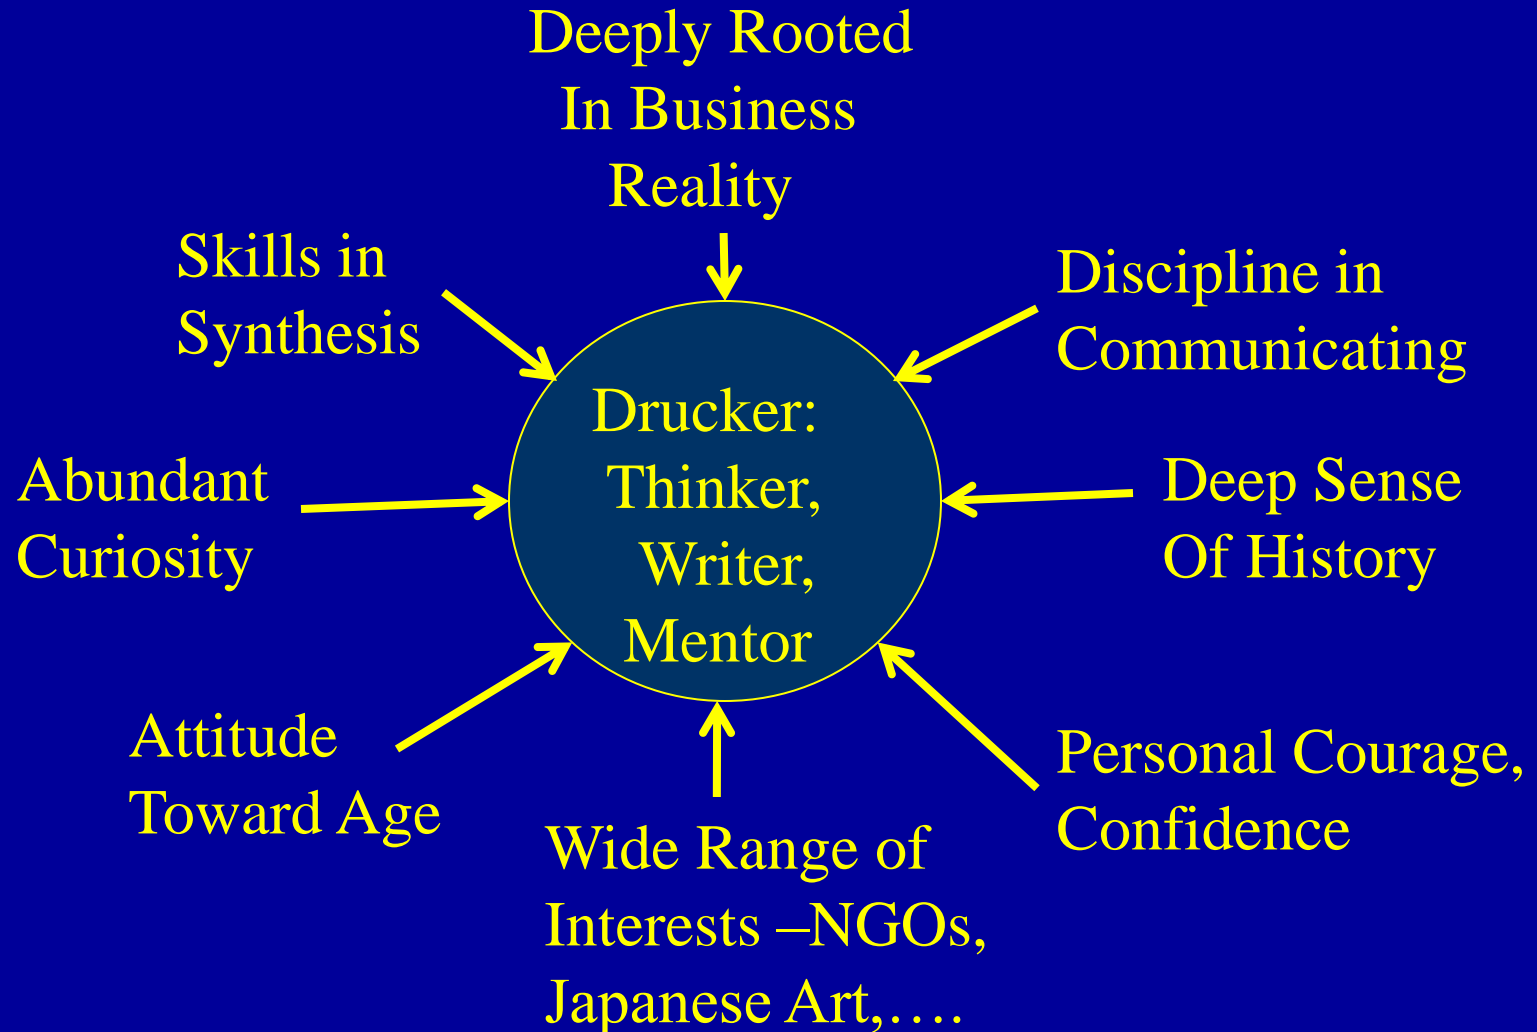 Deeply Rooted
In Business
Reality
Skills in
Synthesis
Discipline in
Communicating
Drucker:
Thinker,
Writer,
Mentor
Abundant
Curiosity
Deep Sense
Of History
Attitude
Toward Age
Personal Courage,
Confidence
Wide Range of
Interests –NGOs,
Japanese Art,….